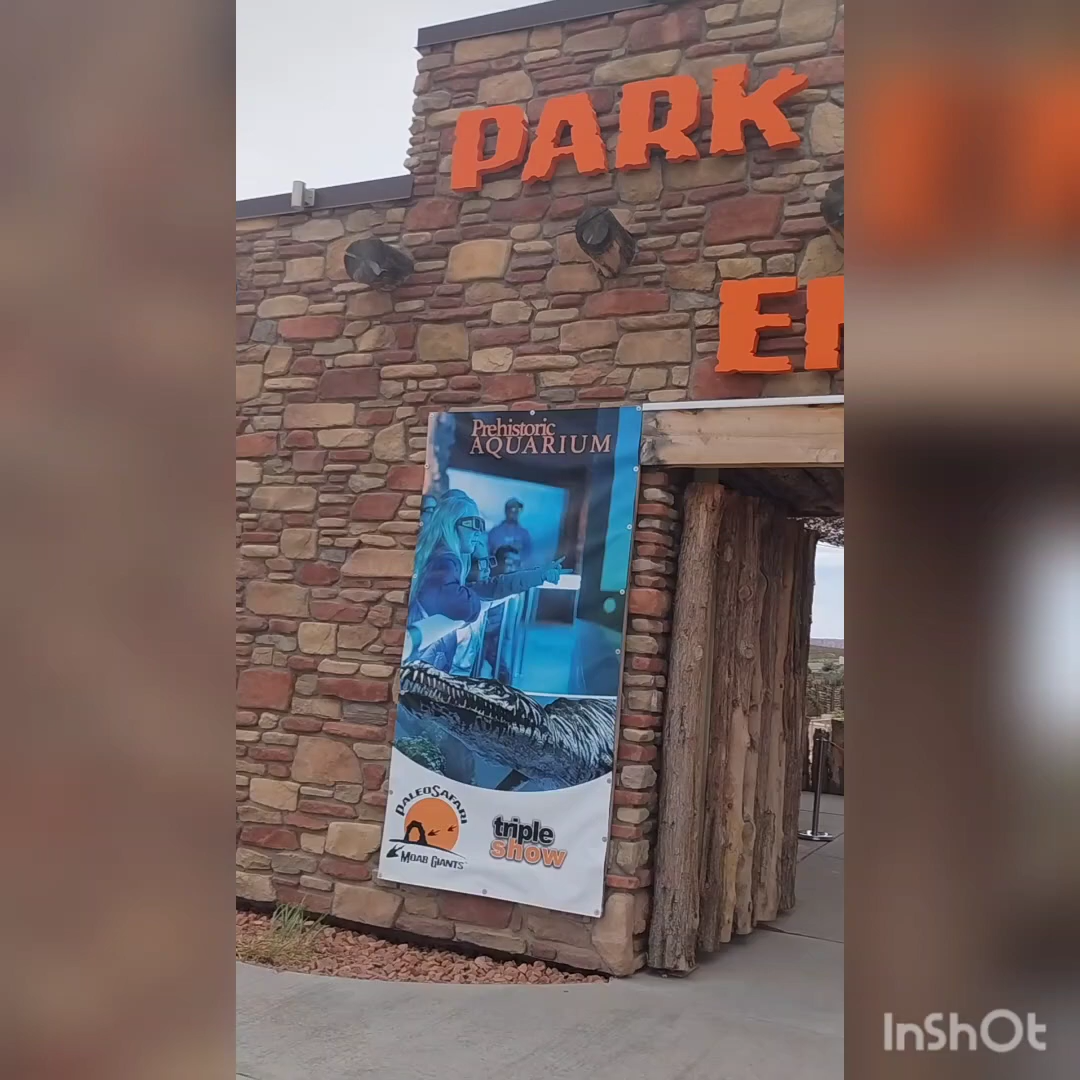 PARK
Prehistoric
AQUARIUM
PALEOSAFARI
MOAB GIANTS
triple
show
InShOt